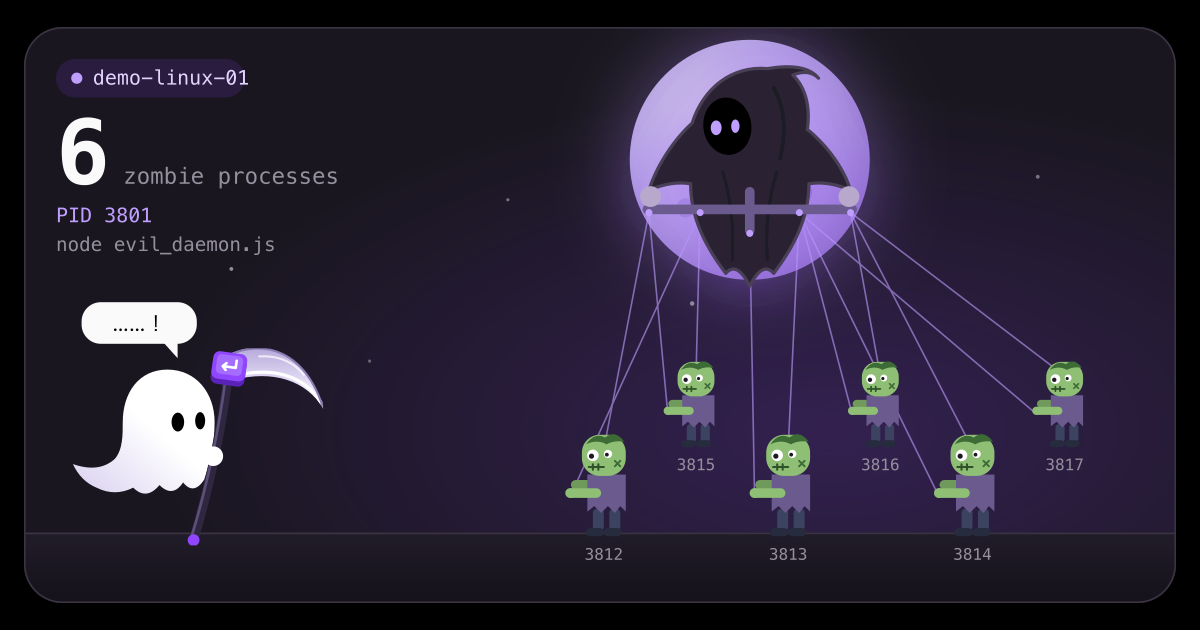 demo-linux-01
6 zombie processes
PID 3801
node evil_daemon.js
...... !
3815
3816
3817
3812
3813
3814